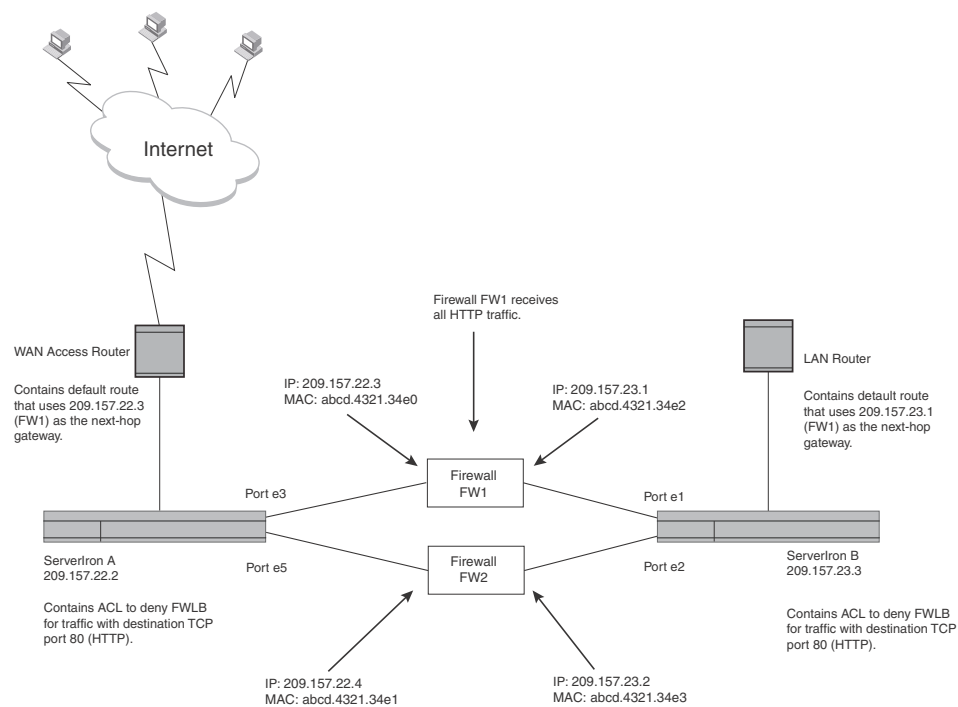 Internet
Firewall FW1 receives
all HTTP traffic.
WAN Access Router
LAN Router
Contains default route
that uses 209.157.22.3
(FW1) as the next-hop
gateway.
IP: 209.157.22.3
MAC: abcd.4321.34e0
IP: 209.157.23.1
MAC: abcd.4321.34e2
Contains detault route
that uses 209.157.23.1
(FW1) as the next-hop
gateway.
Firewall
FW1
Port e3
Port e1
ServerIron A
209.157.22.2
Port e5
Firewall
FW2
Port e2
ServerIron B
209.157.23.3
Contains ACL to deny FWLB
for traffic with destination TCP
port 80 (HTTP).
Contains ACL to deny FWLB
for traffic with destination TCP
port 80 (HTTP).
IP: 209.157.22.4
MAC: abcd.4321.34e1
IP: 209.157.23.2
MAC: abcd.4321.34e3